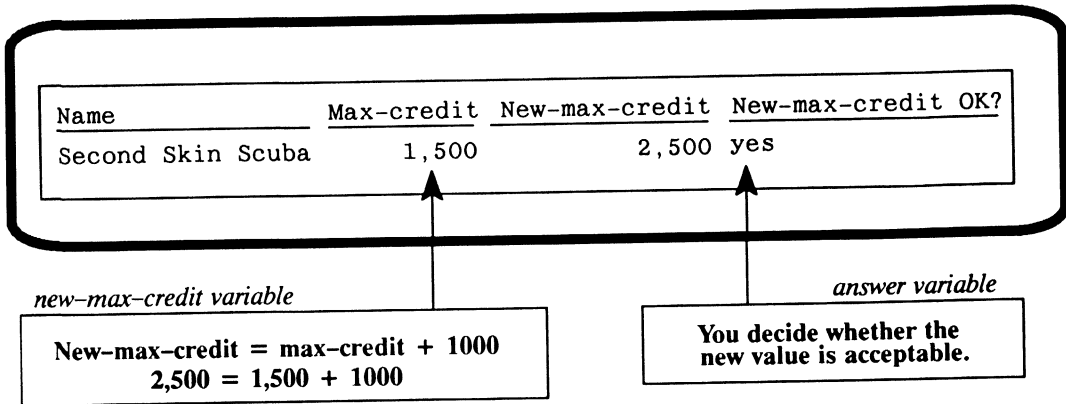 Name Max-credit New-max-credit New-max-credit OK?
Second Skin Scuba 1,500 2,500 yes
new–max–credit variable
New–max–credit = max–credit + 1000
2,500 = 1,500 + 1000
answer variable
You decide whether the
new value is acceptable.